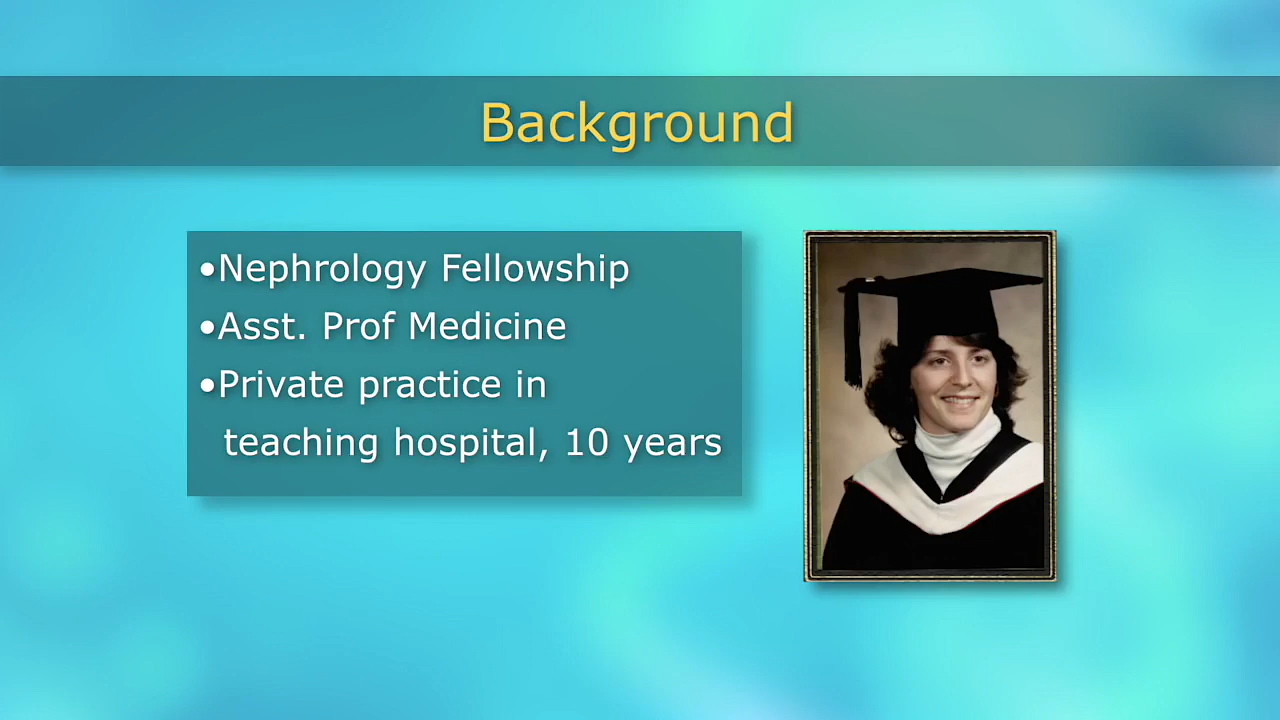 Background
•Nephrology Fellowship
•Asst. Prof Medicine
•Private practice in
teaching hospital, 10 years